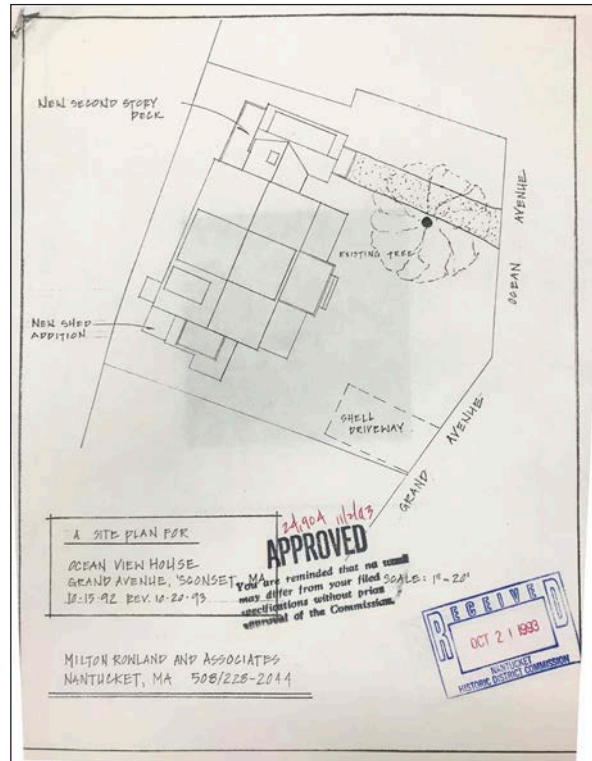 NEW SECOND STORY
DECK
OCEAN AVENUE
EXISTING TREE
NEW SHED
ADDITION
SHELL
DRIVEWAY
GRAND AVENUE
A SITE PLAN FOR
OCEAN VIEW HOUSE
GRAND AVENUE, 'SCONSET, MA
10-15-92 REV. 10-20-93
24,904 11/2/93
APPROVED
You are reminded that no
may differ from your filed
specifications without prior
approval of the Commission.
SCALE: 1"-20'
RECEIVED
OCT 21 1993
NANTUCKET
HISTORIC DISTRICT COMMISSION
MILTON ROWLAND AND ASSOCIATES
NANTUCKET, MA 508/228-2044